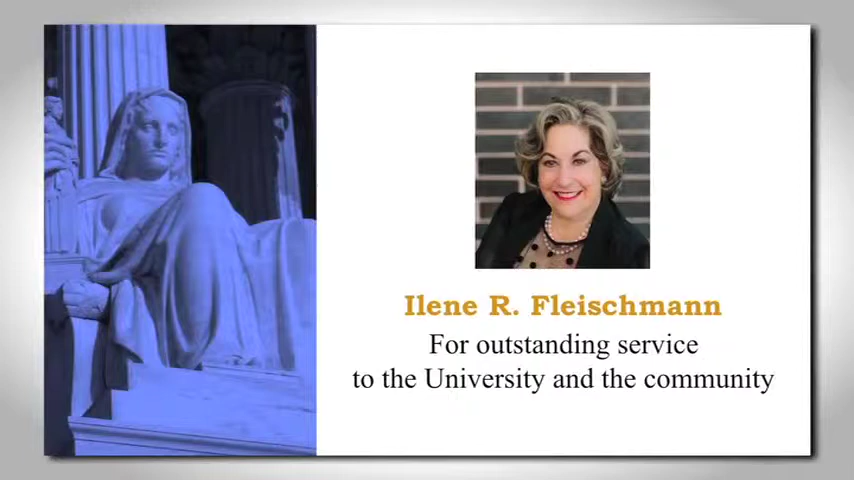 Ilene R. Fleischmann
For outstanding service
to the University and the community